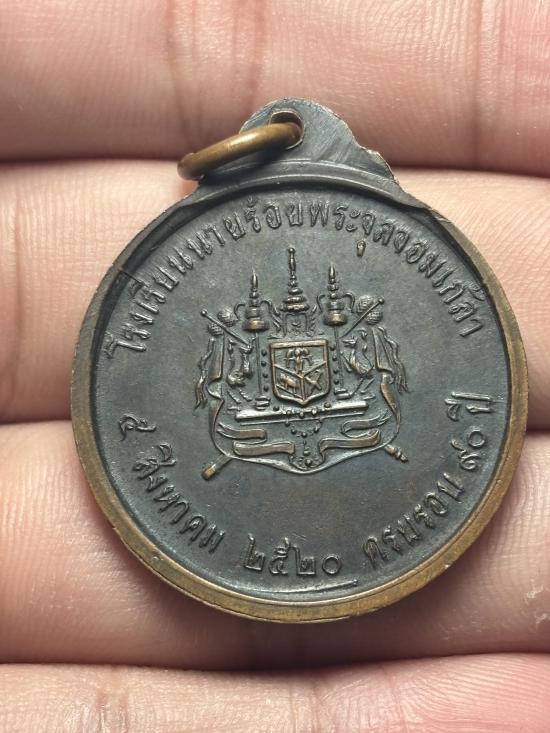 โรงเรียนนายร้อยพระจุลจอมเกล้า
๕ สิงหาคม ๒๕๒๐ ครบรอบ ๙๐ ปี